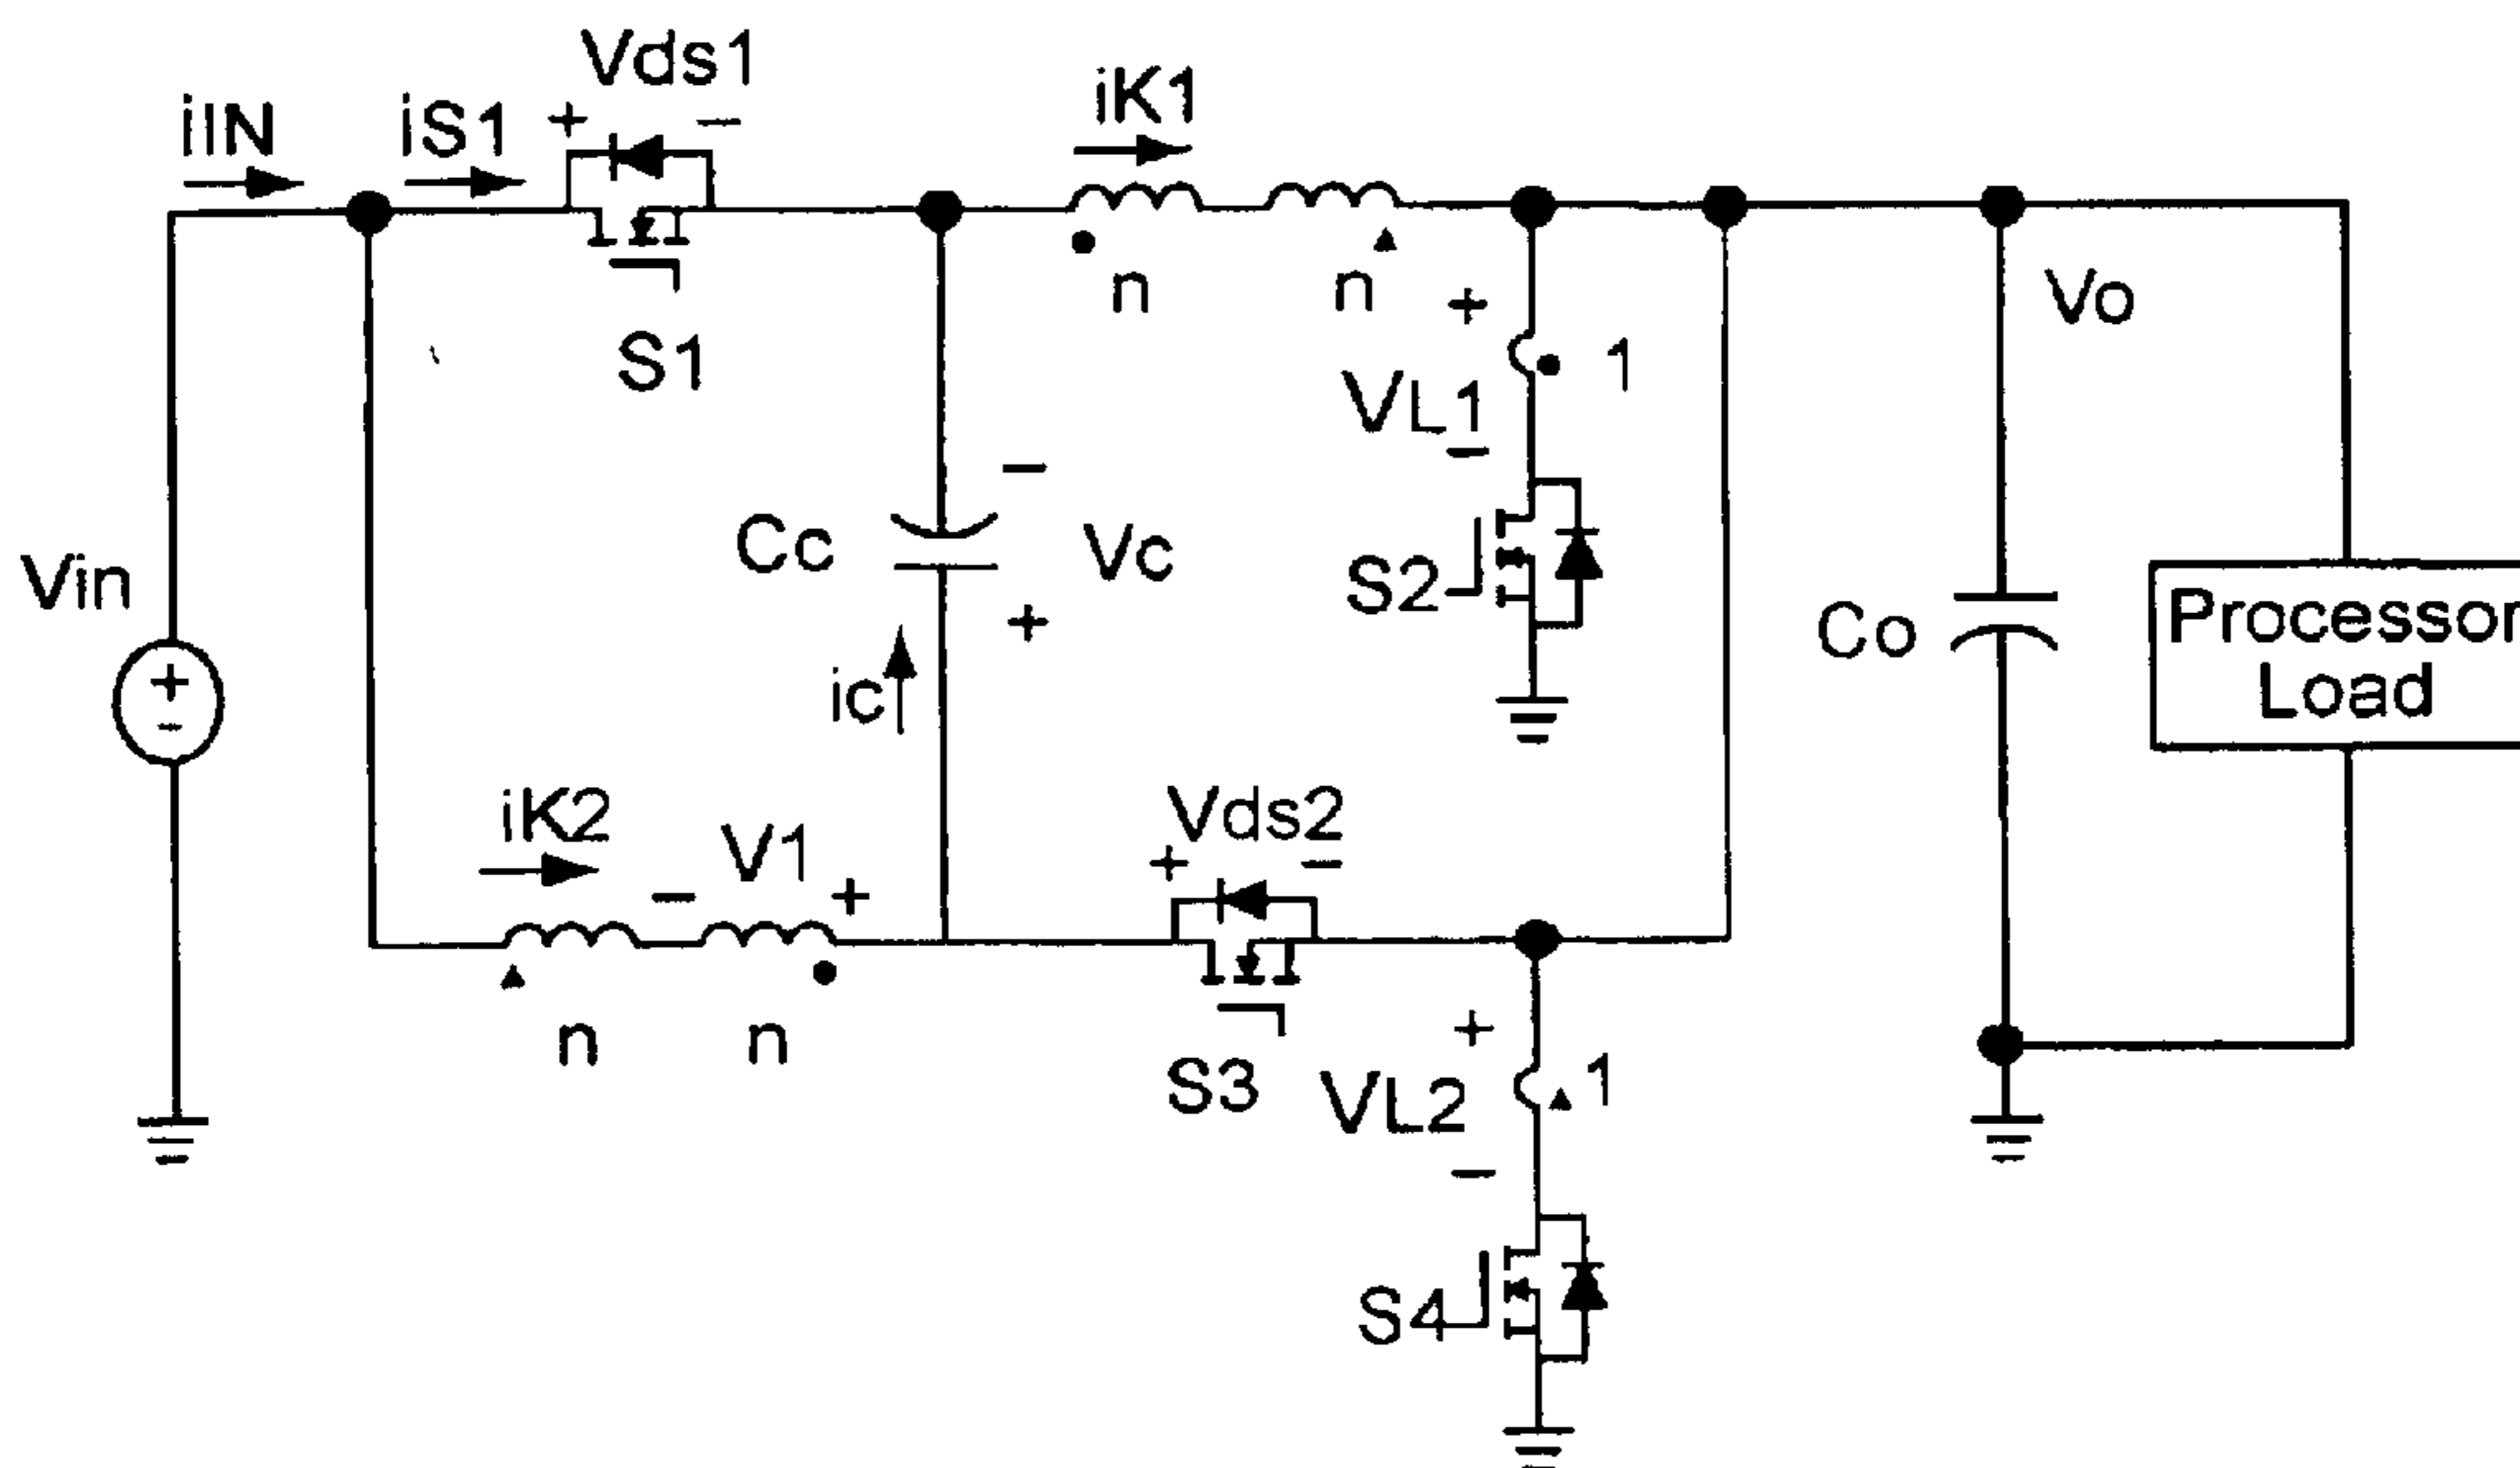 Vds1
iIN
iS1
+
−
iK1
n
n
S1
+
1
VL1
−
Vo
−
Cc
Vc
+
ic
S2
Co
Processor
Load
Vin
+
-
iK2
−
V1
+
Vds2
+
−
n
n
S3
+
1
VL2
−
S4